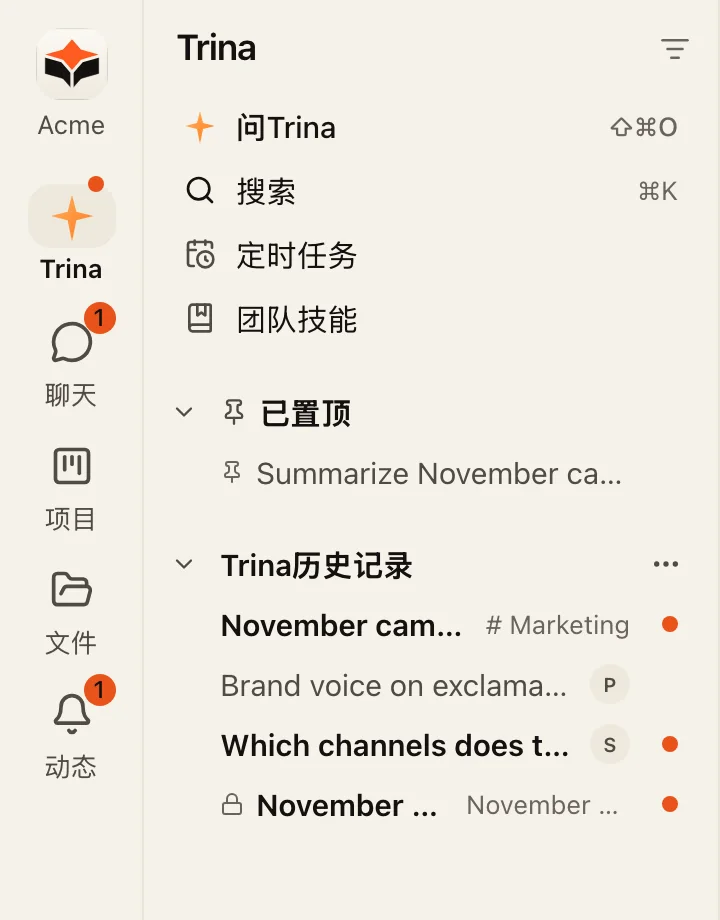 Acme
Trina
1
聊天
项目
文件
1
动态
Trina
问Trina ⇧⌘O
搜索 ⌘K
定时任务
团队技能
已置顶
Summarize November ca...
Trina历史记录
November cam... # Marketing
Brand voice on exclama... P
Which channels does t... S
November ... November ...